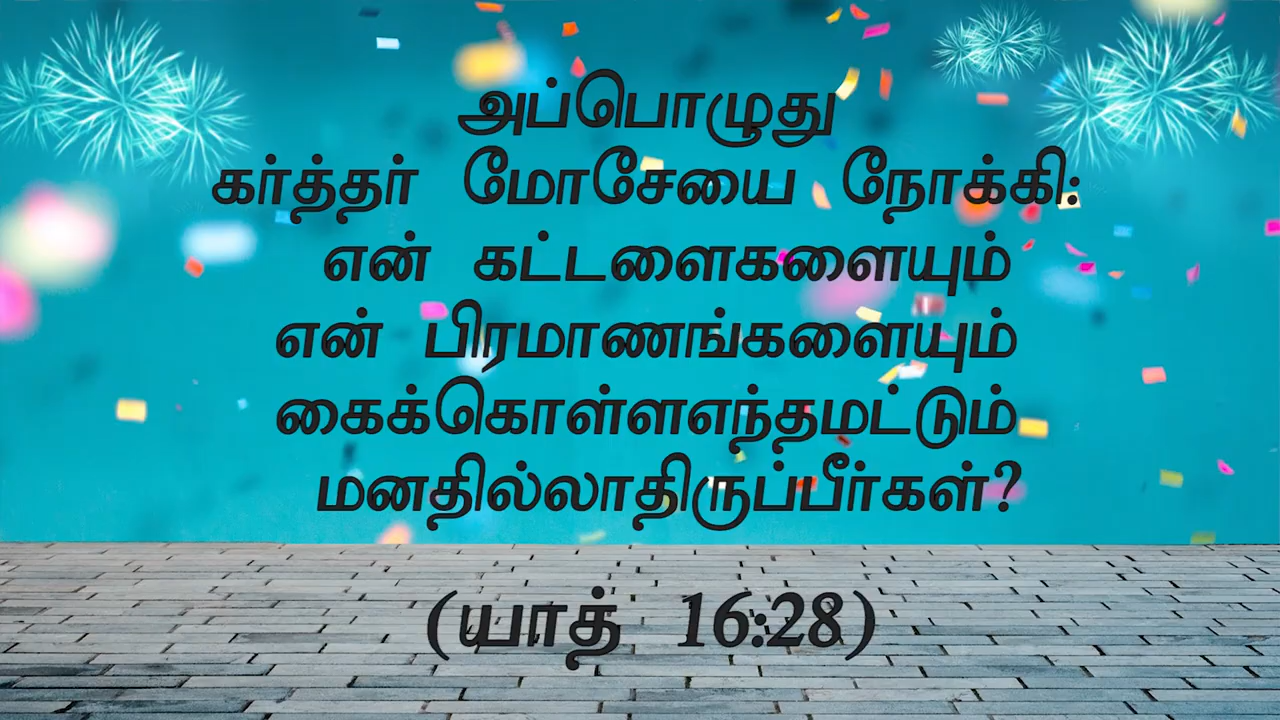 அப்பொழுது
கர்த்தர் மோசேயை நோக்கி:
என் கட்டளைகளையும்
என் பிரமாணங்களையும்
கைக்கொள்ளஎந்தமட்டும்
மனதில்லாதிருப்பீர்கள்?
(யாத் 16:28)